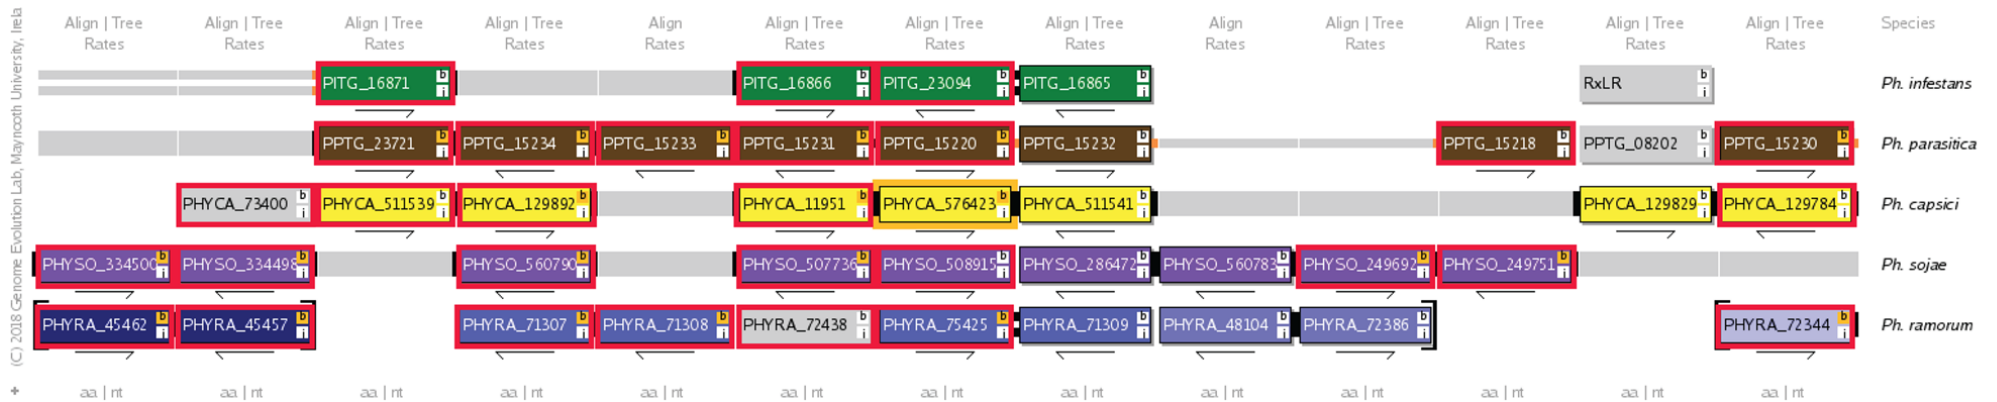 Align | Tree Align | Tree Align | Tree Align | Tree Align Align | Tree Align | Tree Align | Tree Align Align | Tree Align | Tree Align | Tree Align | Tree Species
Rates Rates Rates Rates Rates Rates Rates Rates Rates Rates Rates Rates Rates
PITG_16871 b i PITG_16866 b i PITG_23094 b i PITG_16865 b i RxLR b i Ph. infestans
PPTG_23721 b i PPTG_15234 b i PPTG_15233 b i PPTG_15231 b i PPTG_15220 b i PPTG_15232 b i PPTG_15218 b i PPTG_08202 b i PPTG_15230 b i Ph. parasitica
PHYCA_73400 b i PHYCA_511539 b i PHYCA_129892 b i PHYCA_11951 b i PHYCA_576423 b i PHYCA_511541 b i PHYCA_129829 b i PHYCA_129784 b i Ph. capsici
PHYSO_334500 b i PHYSO_334498 b i PHYSO_560790 b i PHYSO_507736 b i PHYSO_508915 b i PHYSO_286472 b i PHYSO_560783 b i PHYSO_249692 b i PHYSO_249751 b i Ph. sojae
PHYRA_45462 b i PHYRA_45457 b i PHYRA_71307 b i PHYRA_71308 b i PHYRA_72438 b i PHYRA_75425 b i PHYRA_71309 b i PHYRA_48104 b i PHYRA_72386 b i PHYRA_72344 b i Ph. ramorum
aa | nt aa | nt aa | nt aa | nt aa | nt aa | nt aa | nt aa | nt aa | nt aa | nt aa | nt aa | nt aa | nt
(C) 2018 Genome Evolution Lab, Maynooth University, Irela